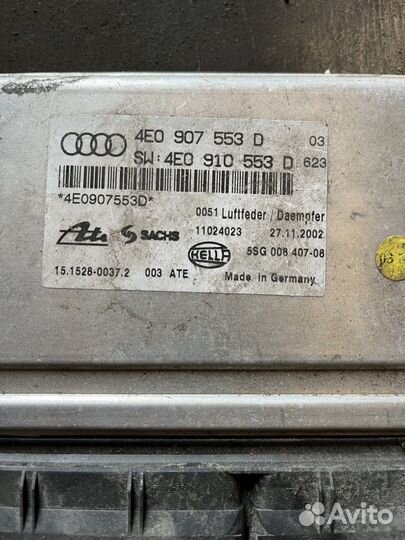 4E0 907 553 D 03
SW: 4E0 910 553 D 623
*4E0907553D*
0051 Luftfeder / Daempfer
11024023 27.11.2002
Ate SACHS
HELLA
5SG 008 407-08
15.1528-0037.2 003 ATE
Made in Germany
03
Avito